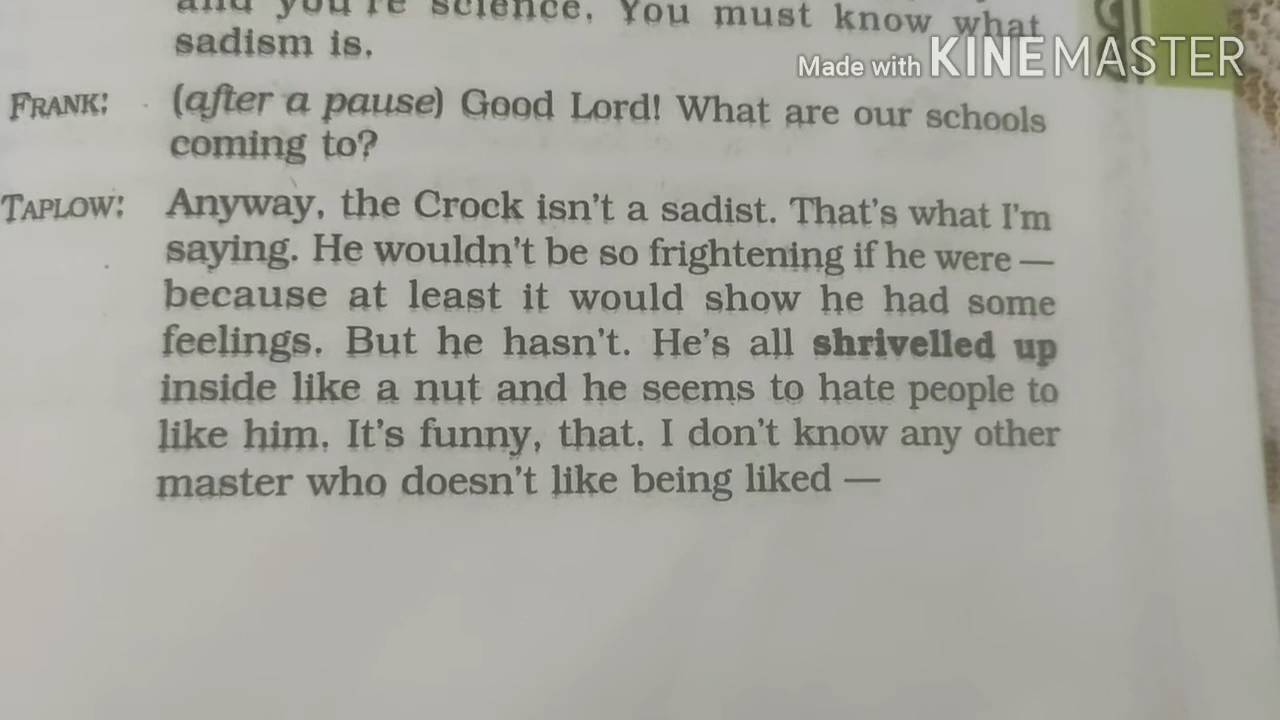 and you're science. You must know what
sadism is.
Made with KINEMASTER
FRANK: (after a pause) Good Lord! What are our schools
coming to?
TAPLOW: Anyway, the Crock isn't a sadist. That's what I'm
saying. He wouldn't be so frightening if he were —
because at least it would show he had some
feelings. But he hasn't. He's all shrivelled up
inside like a nut and he seems to hate people to
like him. It's funny, that. I don't know any other
master who doesn't like being liked —